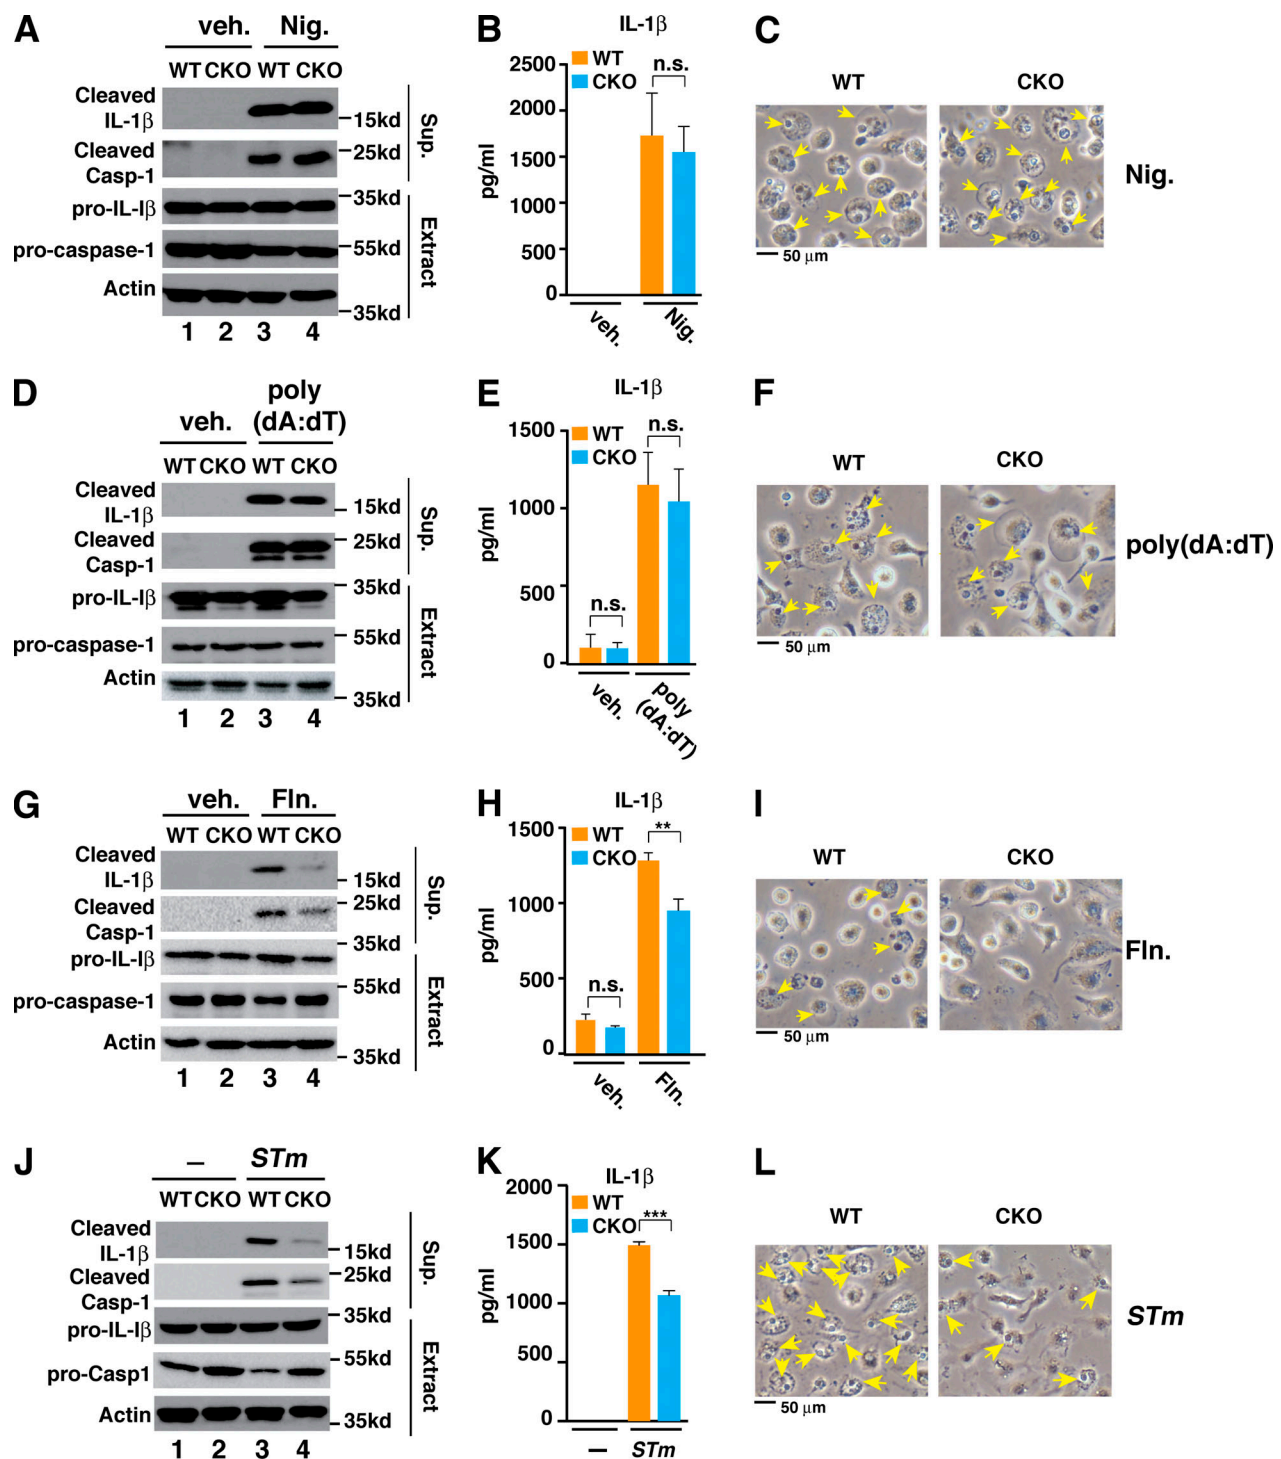 A
veh. Nig.
WT CKO WT CKO
Cleaved
IL-1β
15kd
Cleaved
Casp-1
25kd
Sup.
pro-IL-Iβ
35kd
pro-caspase-1
55kd
Actin
35kd
Extract
1 2 3 4
B
IL-1β
WT
CKO
n.s.
2500
2000
1500
1000
500
0
pg/ml
veh.
Nig.
C
WT CKO
Nig.
50 μm
D
poly
veh. (dA:dT)
WT CKO WT CKO
Cleaved
IL-1β
15kd
Cleaved
Casp-1
25kd
Sup.
pro-IL-Iβ
35kd
pro-caspase-1
55kd
Actin
35kd
Extract
1 2 3 4
E
IL-1β
WT
CKO
n.s.
n.s.
1500
1000
500
0
pg/ml
veh.
poly
(dA:dT)
F
WT CKO
poly(dA:dT)
50 μm
G
veh. Fln.
WT CKO WT CKO
Cleaved
IL-1β
15kd
Cleaved
Casp-1
25kd
Sup.
pro-IL-Iβ
35kd
pro-caspase-1
55kd
Actin
35kd
Extract
1 2 3 4
H
IL-1β
WT
CKO
**
n.s.
1500
1000
500
0
pg/ml
veh.
Fln.
I
WT CKO
Fln.
50 μm
J
– STm
WT CKO WT CKO
Cleaved
IL-1β
15kd
Cleaved
Casp-1
25kd
Sup.
pro-IL-Iβ
35kd
pro-Casp1
55kd
Actin
35kd
Extract
1 2 3 4
K
IL-1β
WT
CKO
***
2000
1500
1000
500
0
pg/ml
– STm
L
WT CKO
STm
50 μm